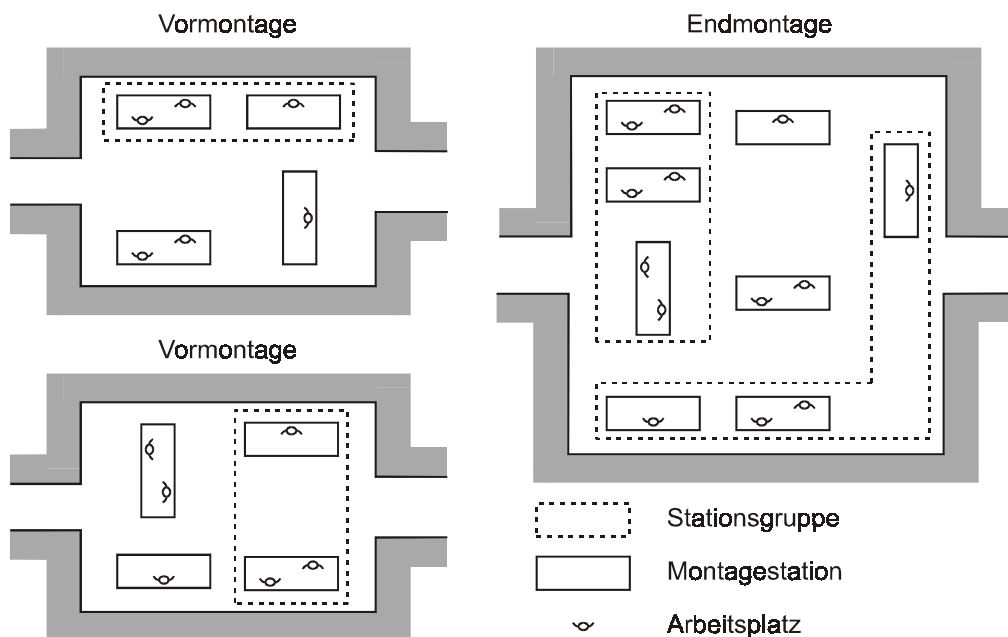 Vormontage
Endmontage
Vormontage
Stationsgruppe
Montagestation
Arbeitsplatz